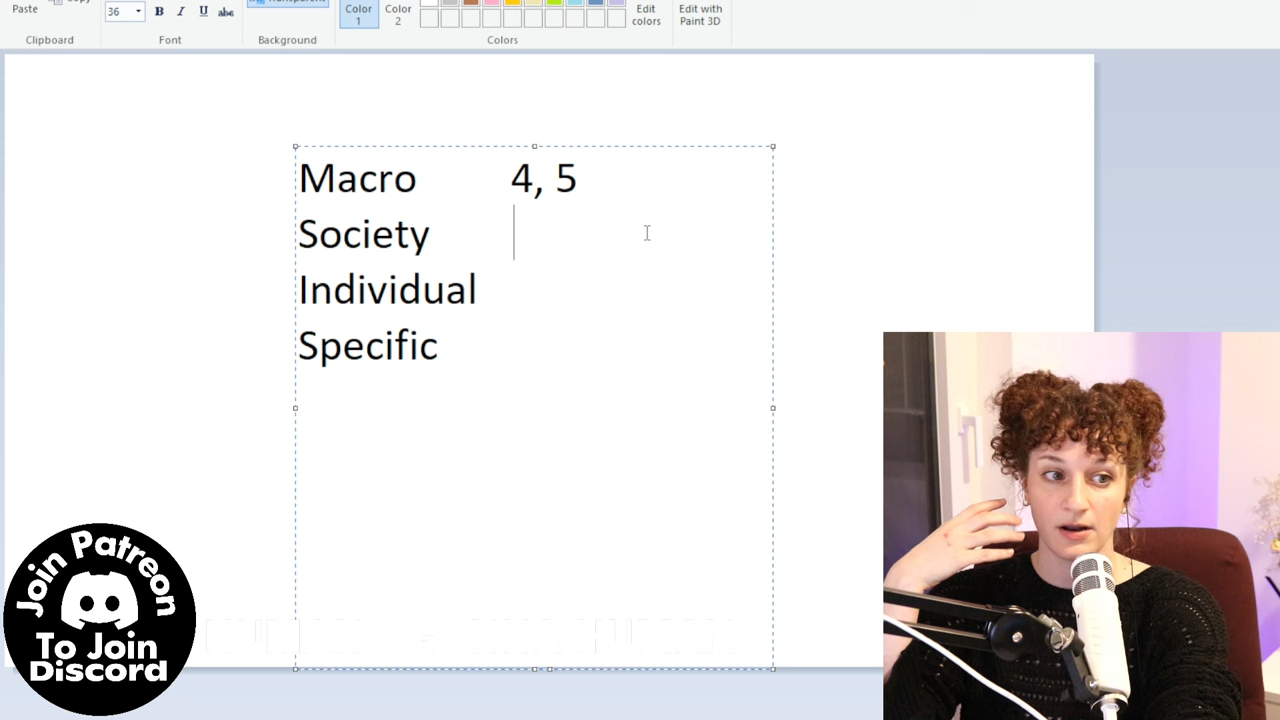 Paste
36
B I U abc
Color 1
Color 2
Edit colors
Edit with Paint 3D
Clipboard
Font
Background
Colors
Macro 4, 5
Society
Individual
Specific
Join Patreon
To Join
Discord